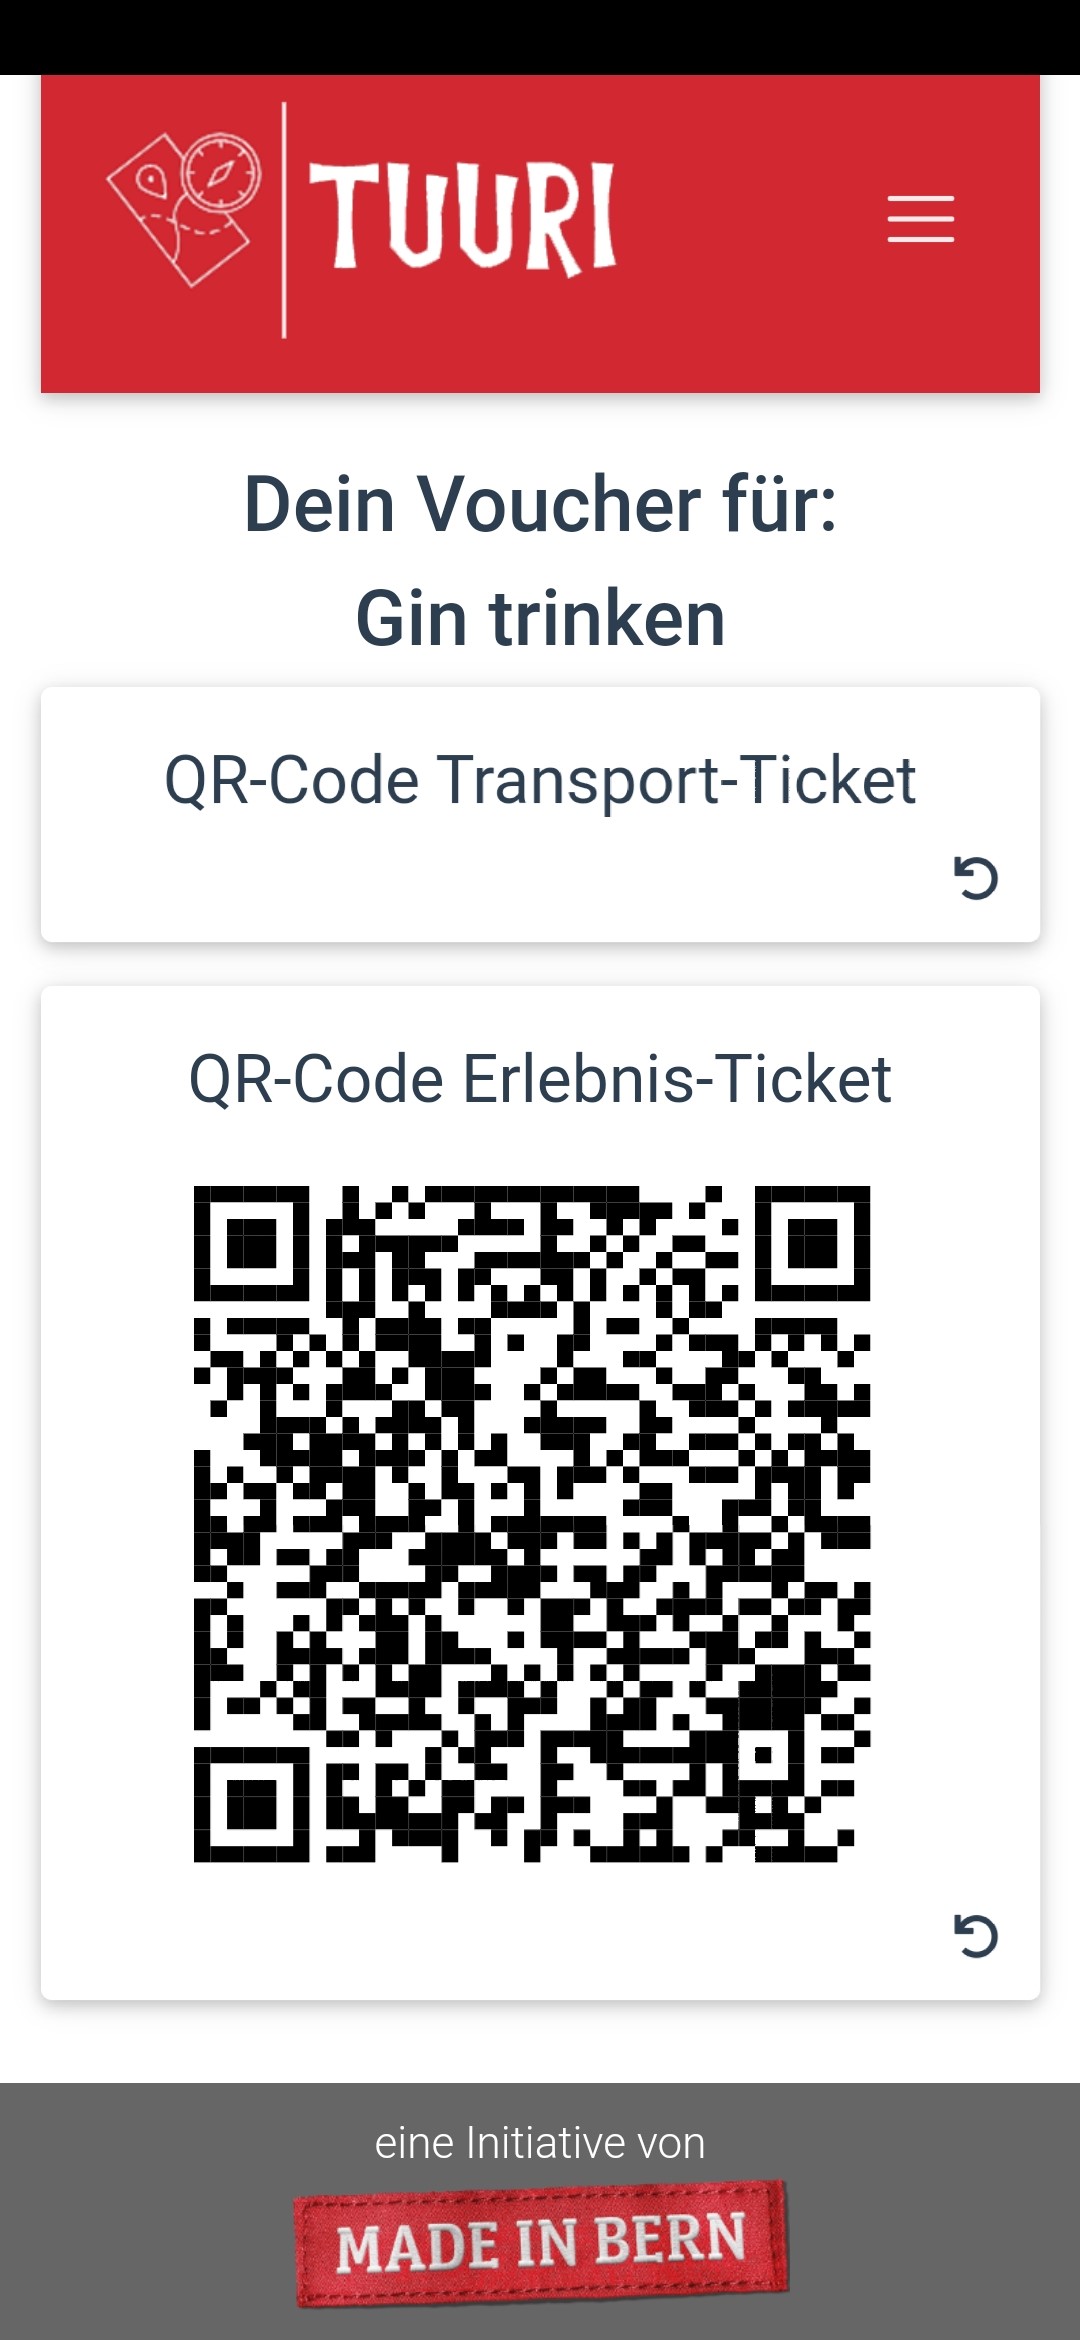 TUURI
Dein Voucher für:
Gin trinken
QR-Code Transport-Ticket
QR-Code Erlebnis-Ticket
eine Initiative von
MADE IN BERN